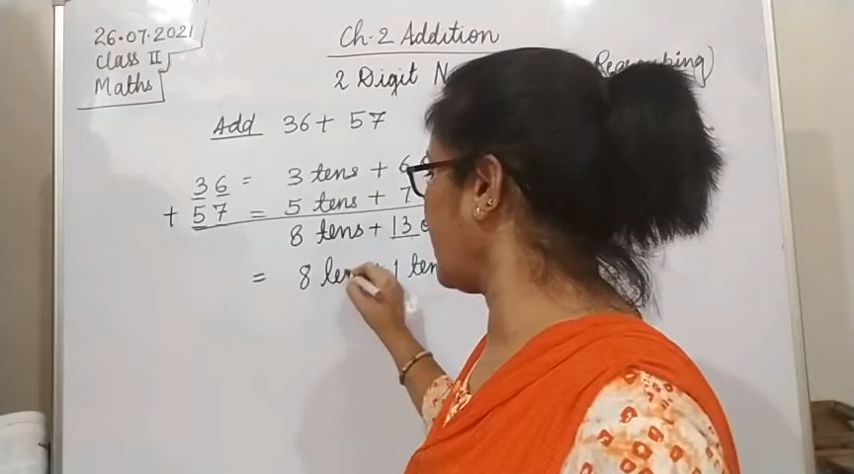 26.07.2021
Class II
Maths
Ch-2 Addition
2 Digit
Add 36+ 57
36 = 3 tens + 6
+ 57 = 5 tens + 7
8 tens + 13
= 8 1